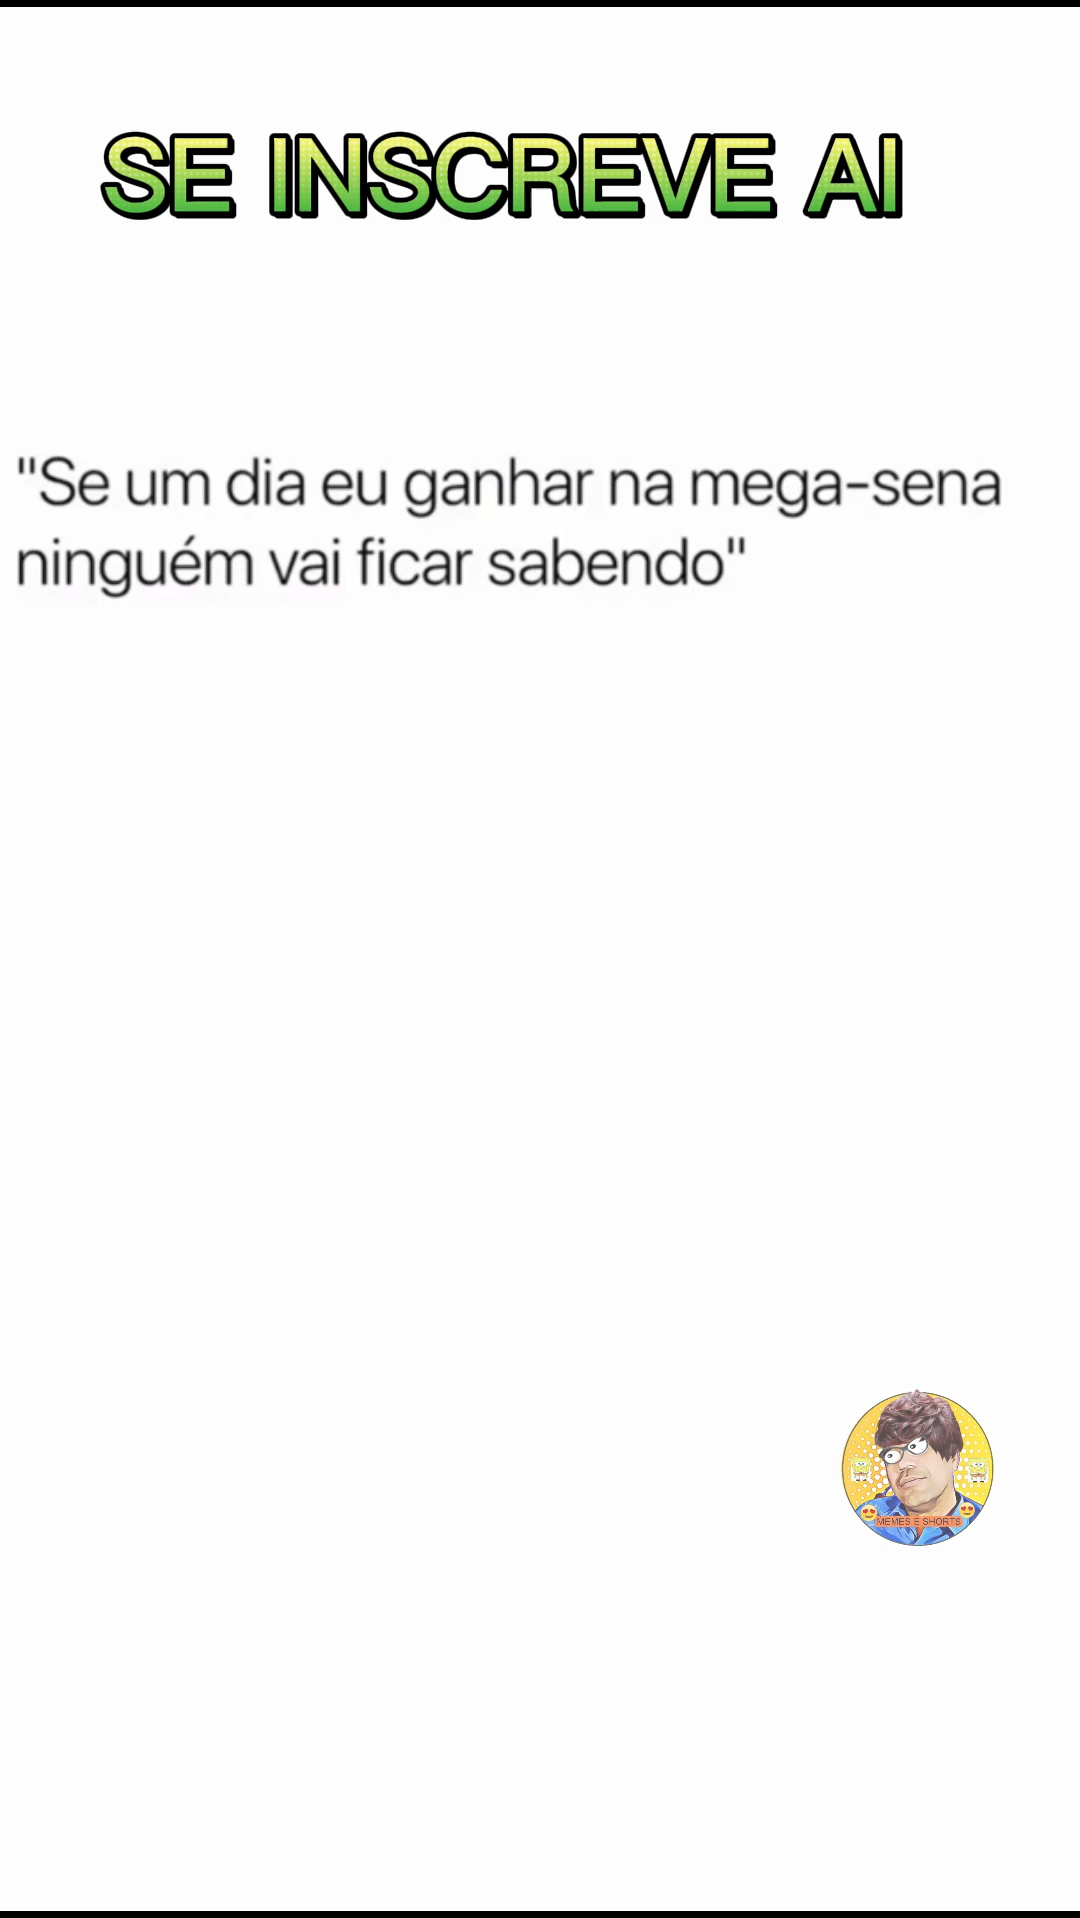 SE INSCREVE AI
"Se um dia eu ganhar na mega-sena
ninguém vai ficar sabendo"
MEMES E SHORTS